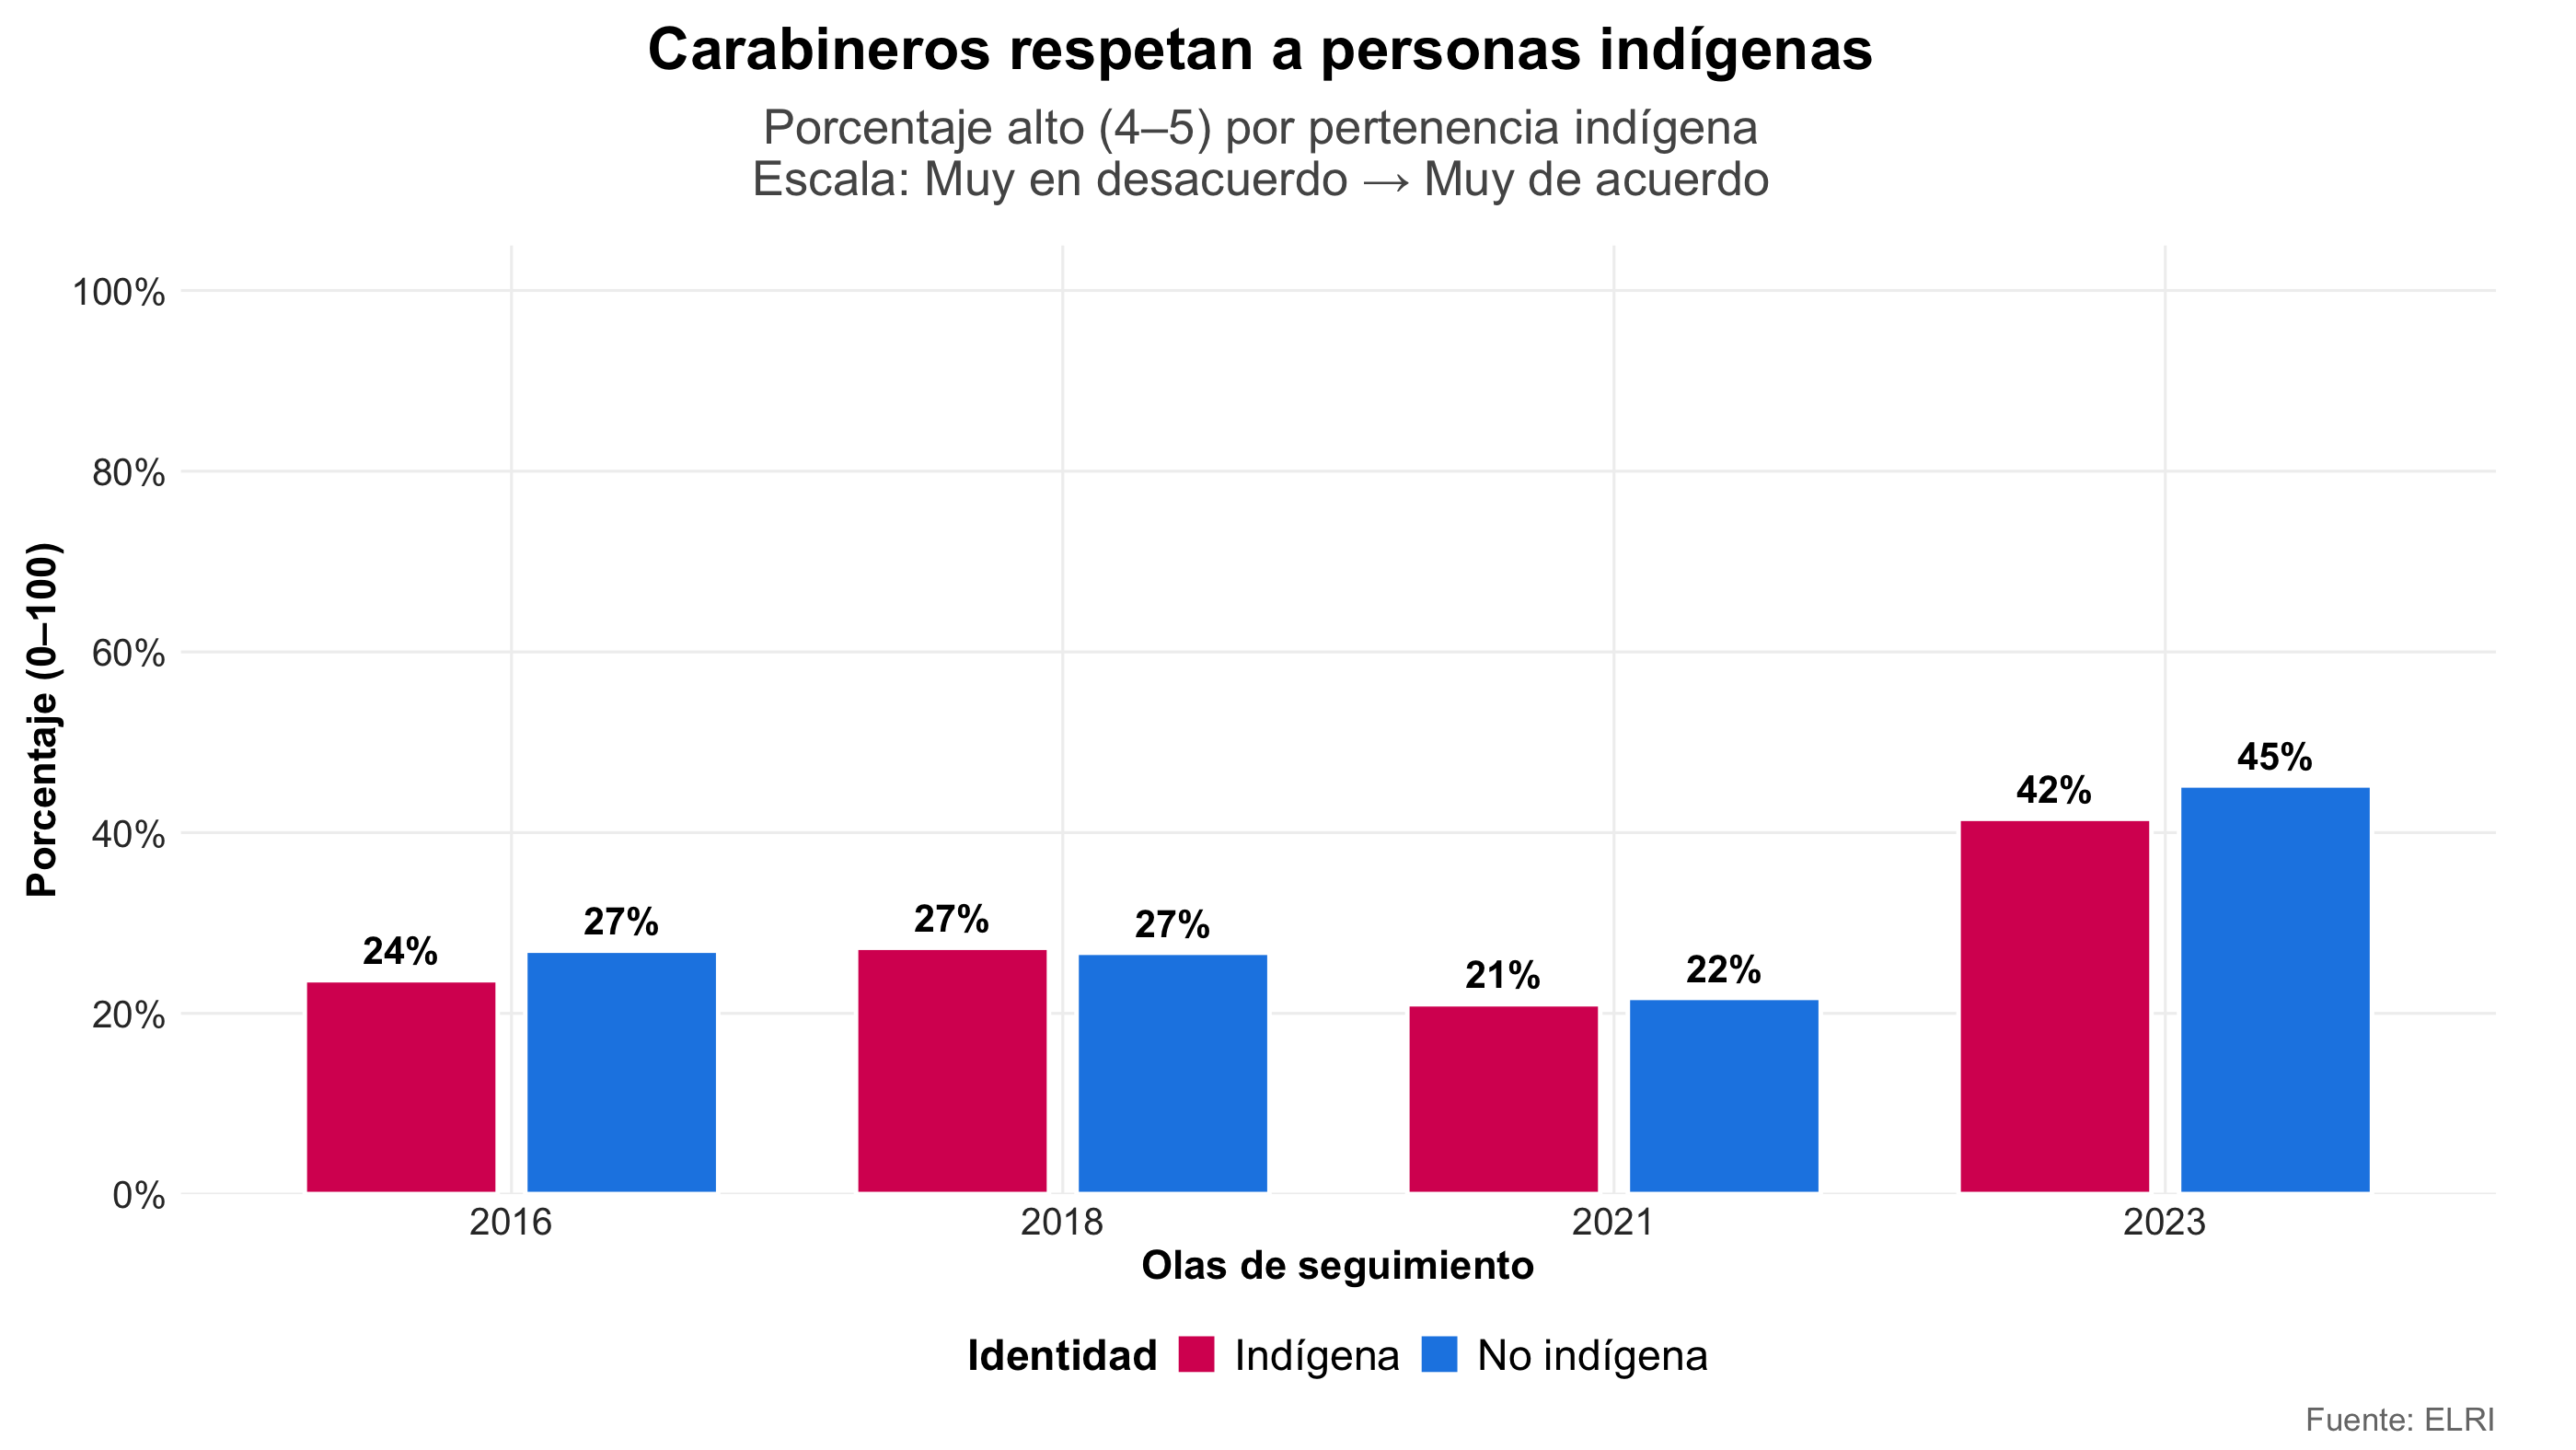 Carabineros respetan a personas indígenas
Porcentaje alto (4–5) por pertenencia indígena
Escala: Muy en desacuerdo → Muy de acuerdo
Porcentaje (0–100)
100%
80%
60%
40%
20%
0%
24%
27%
27%
27%
21%
22%
42%
45%
2016
2018
2021
2023
Olas de seguimiento
Identidad Indígena No indígena
Fuente: ELRI